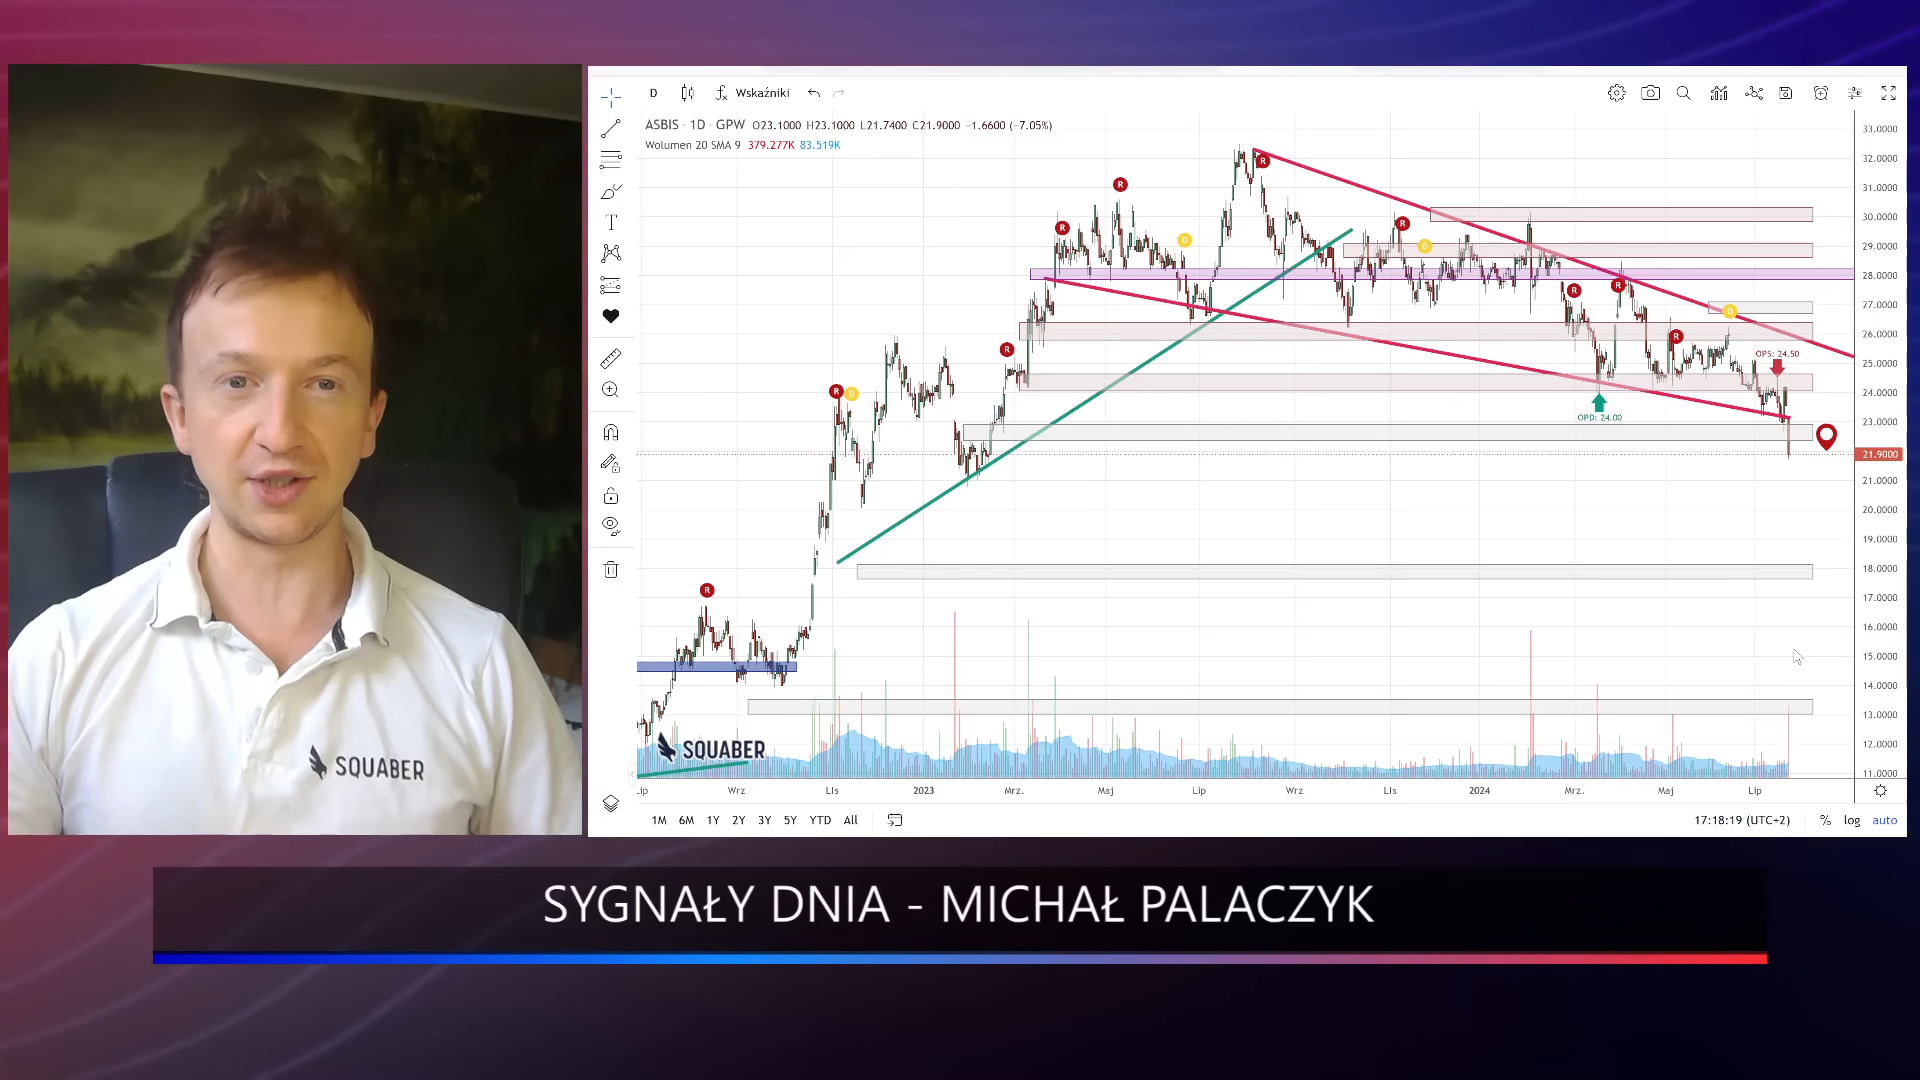 D
Wskaźniki
ASBIS · 1D · GPW O23.1000 H23.1000 L21.7400 C21.9000 −1.6600 (−7.05%)
Wolumen 20 SMA 9 379.277K 83.519K
33.0000
32.0000
31.0000
30.0000
29.0000
28.0000
27.0000
26.0000
25.0000
24.0000
23.0000
21.9000
21.0000
20.0000
19.0000
18.0000
17.0000
16.0000
15.0000
14.0000
13.0000
12.0000
11.0000
R
R
R
R
R
R
R
R
R
R
D
D
D
D
OPS: 24.50
OPD: 24.00
T
SQUABER
SQUABER
Lip Wrz Lis 2023 Mrz. Maj Lip Wrz Lis 2024 Mrz. Maj Lip
1M 6M 1Y 2Y 3Y 5Y YTD All
17:18:19 (UTC+2) % log auto
SYGNAŁY DNIA - MICHAŁ PALACZYK